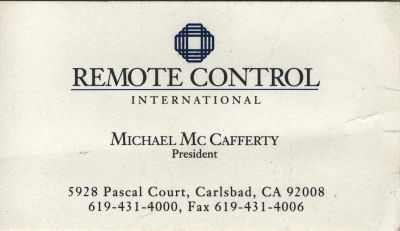 REMOTE CONTROL
INTERNATIONAL
MICHAEL MC CAFFERTY
President
5928 Pascal Court, Carlsbad, CA 92008
619-431-4000, Fax 619-431-4006